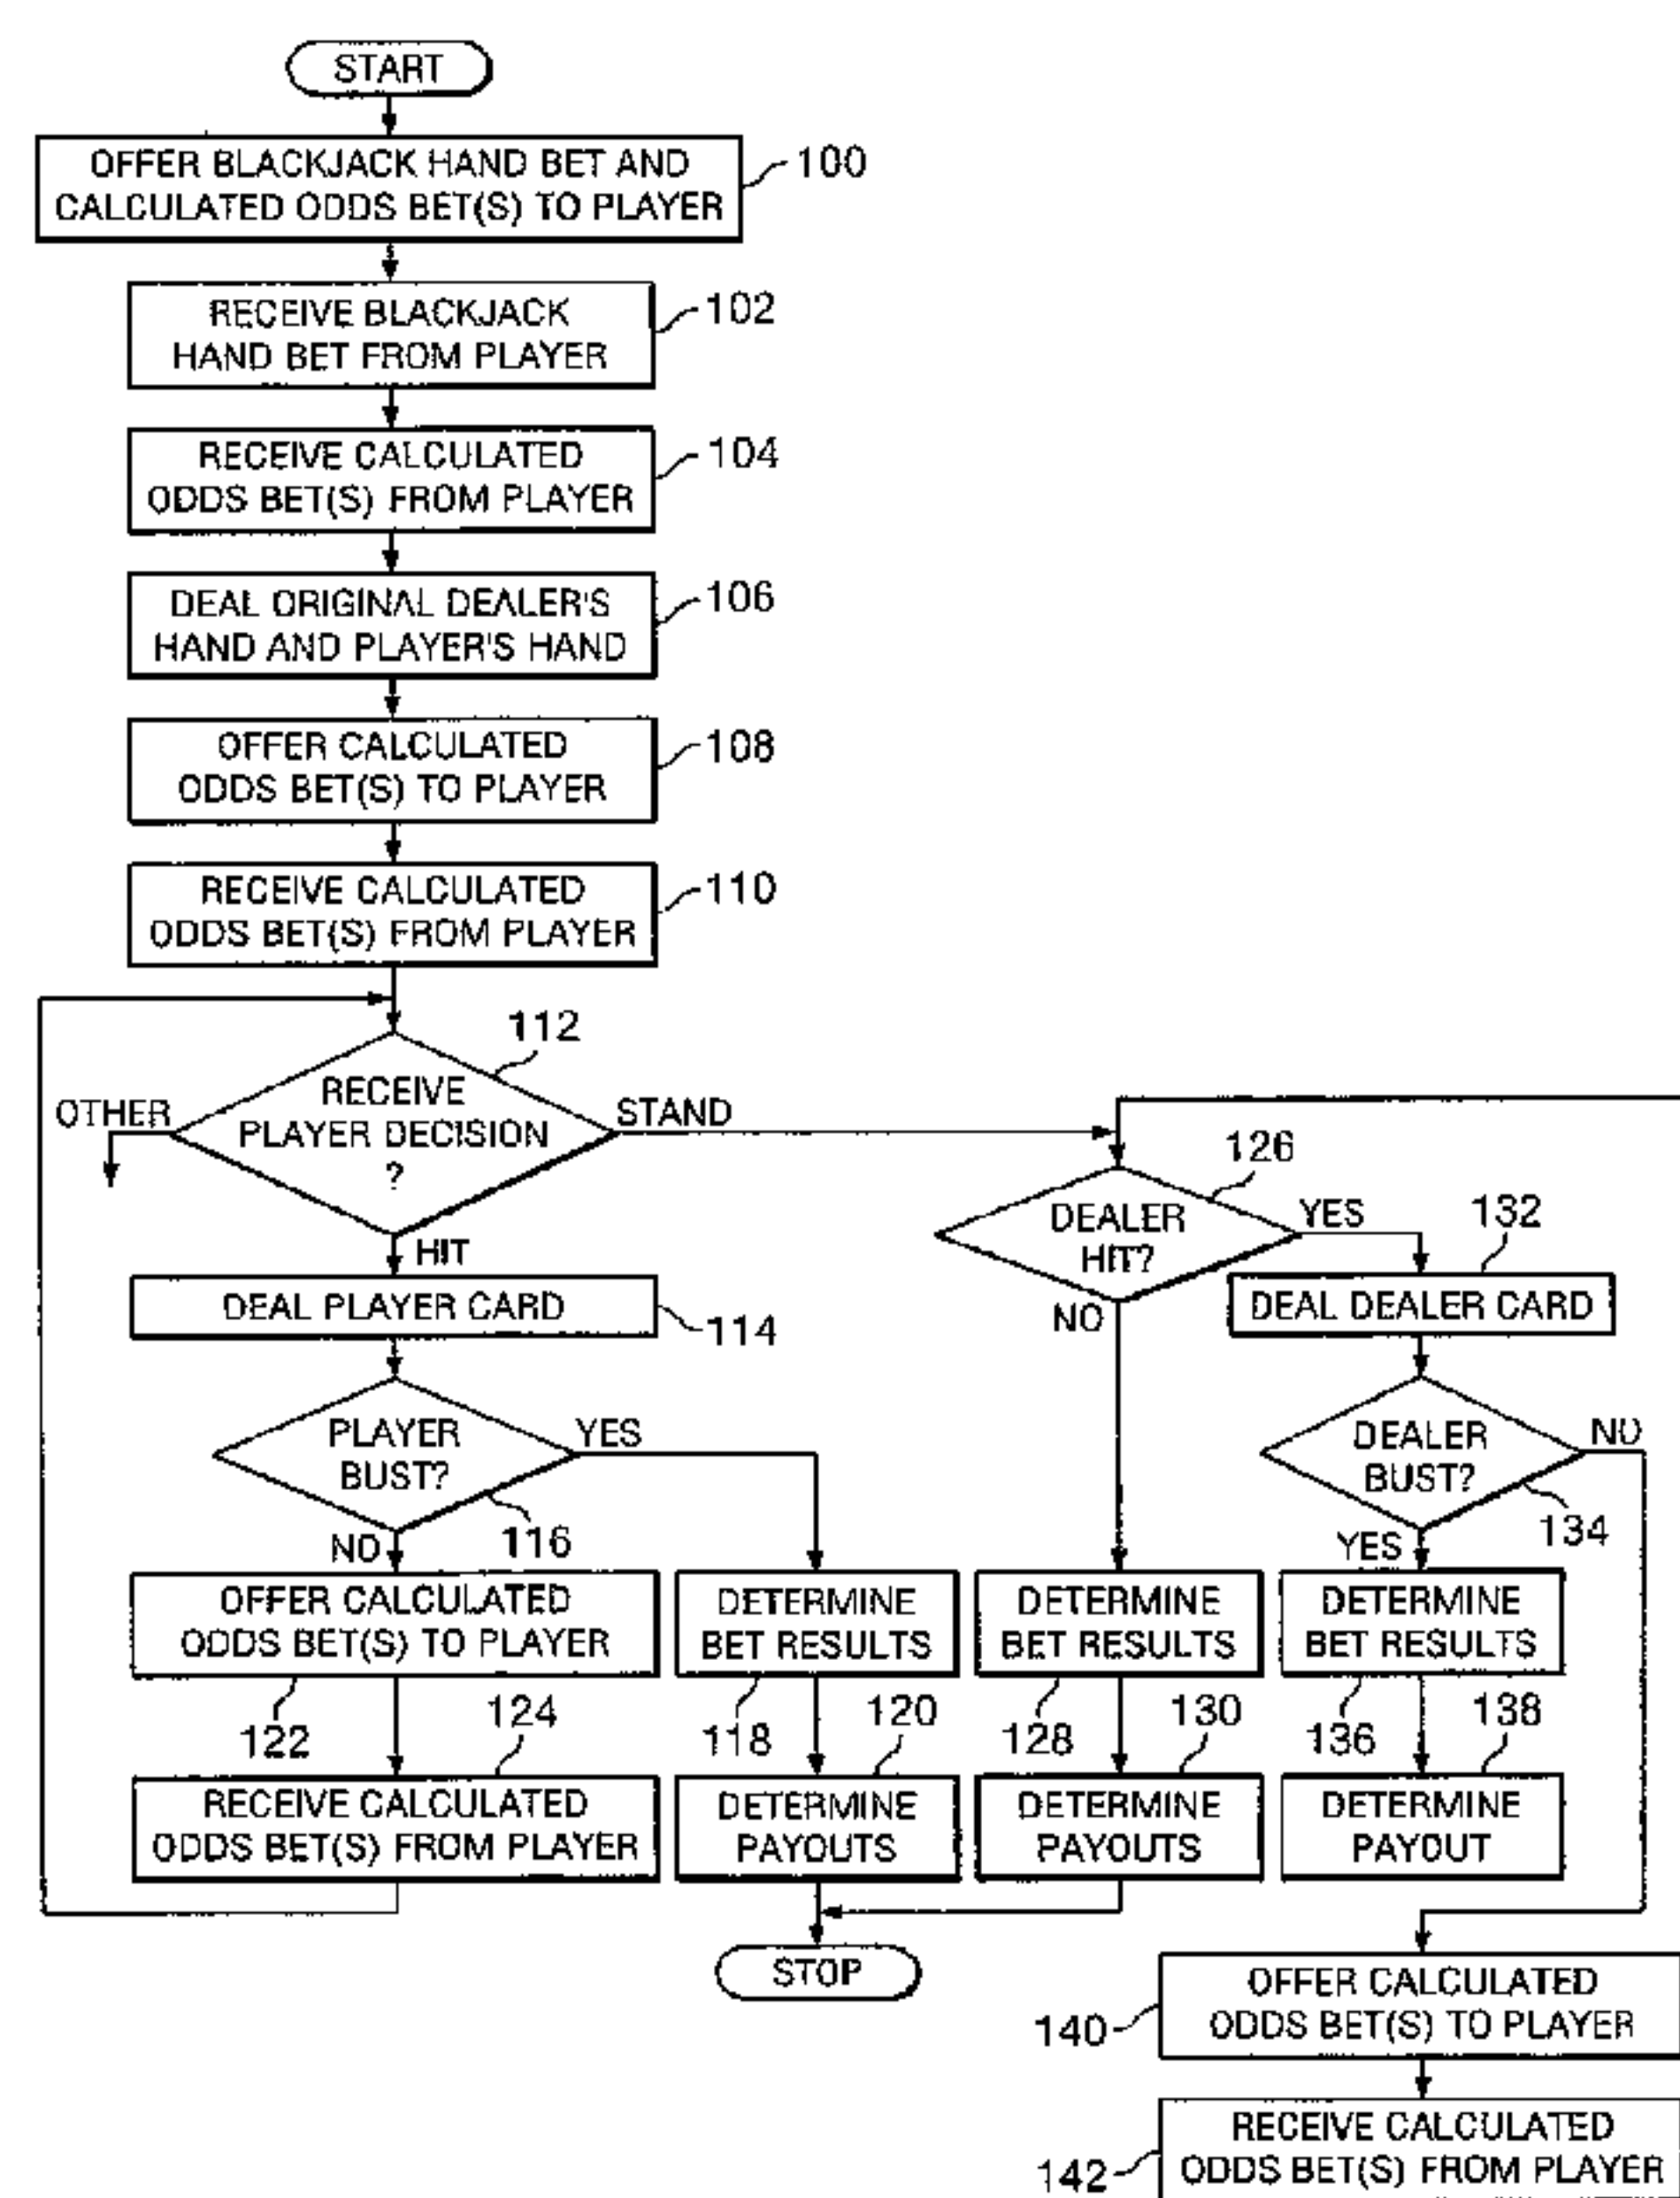 START
OFFER BLACKJACK HAND BET AND
CALCULATED ODDS BET(S) TO PLAYER
100
RECEIVE BLACKJACK
HAND BET FROM PLAYER
102
RECEIVE CALCULATED
ODDS BET(S) FROM PLAYER
104
DEAL ORIGINAL DEALER'S
HAND AND PLAYER'S HAND
106
OFFER CALCULATED
ODDS BET(S) TO PLAYER
108
RECEIVE CALCULATED
ODDS BET(S) FROM PLAYER
110
112
RECEIVE
PLAYER DECISION
?
OTHER
STAND
HIT
DEAL PLAYER CARD
114
PLAYER
BUST?
YES
NO
116
OFFER CALCULATED
ODDS BET(S) TO PLAYER
122
124
RECEIVE CALCULATED
ODDS BET(S) FROM PLAYER
DETERMINE
BET RESULTS
118
120
DETERMINE
PAYOUTS
STOP
126
DEALER
HIT?
YES
NO
DETERMINE
BET RESULTS
128
130
DETERMINE
PAYOUTS
132
DEAL DEALER CARD
DEALER
BUST?
NO
134
YES
DETERMINE
BET RESULTS
136
138
DETERMINE
PAYOUT
OFFER CALCULATED
ODDS BET(S) TO PLAYER
140
RECEIVE CALCULATED
ODDS BET(S) FROM PLAYER
142